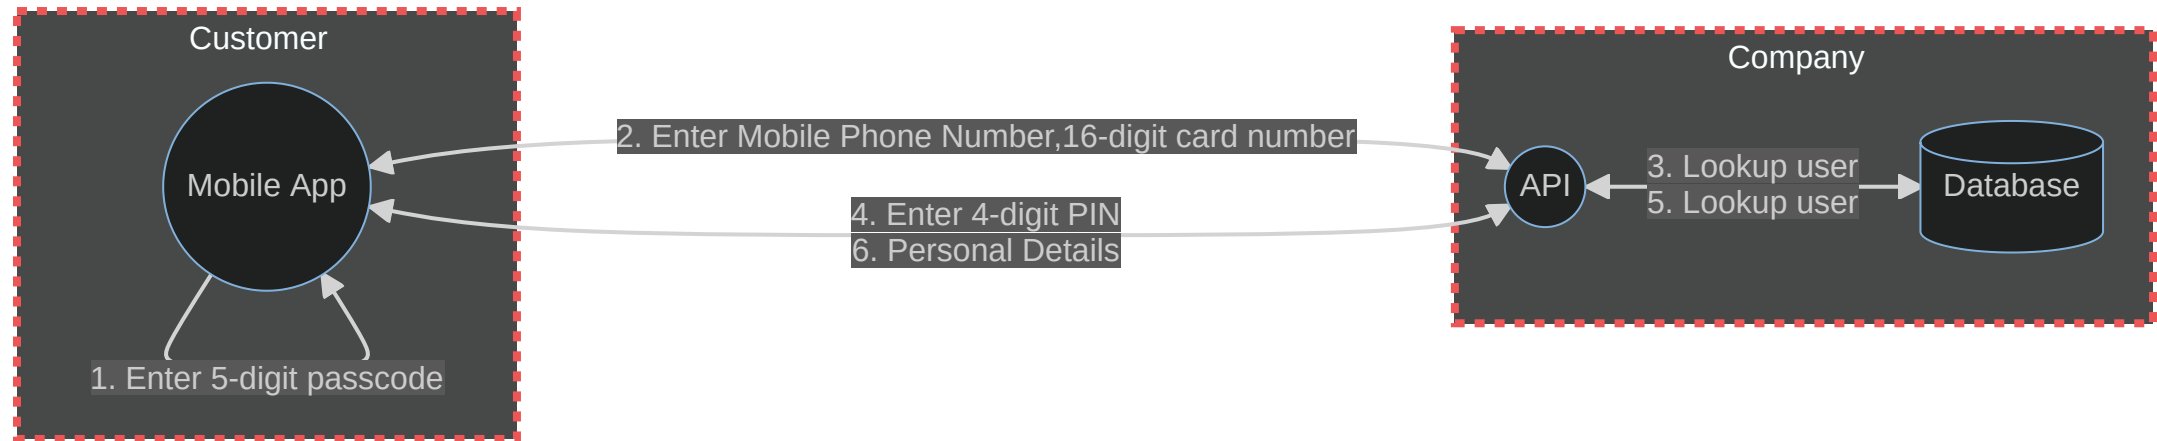 Customer
Mobile App
1. Enter 5-digit passcode
2. Enter Mobile Phone Number,16-digit card number
4. Enter 4-digit PIN
6. Personal Details
Company
API
3. Lookup user
5. Lookup user
Database